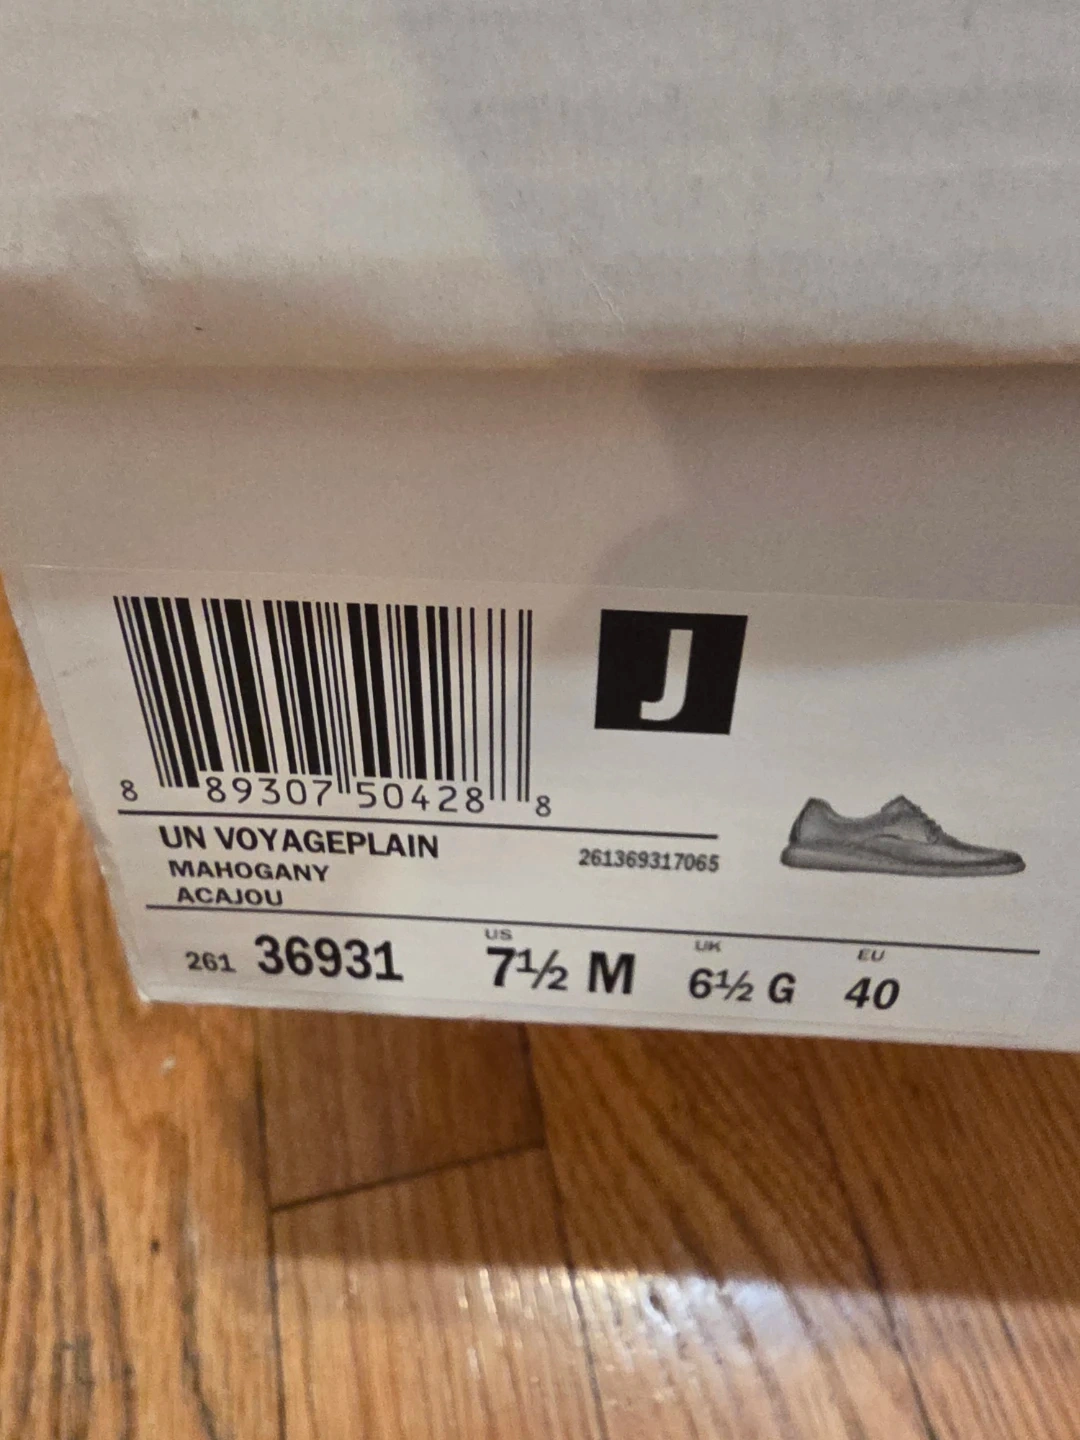 J
8 89307 50428 8
UN VOYAGEPLAIN
MAHOGANY
ACAJOU
261369317065
261 36931
US
7½ M
UK
6½ G
EU
40